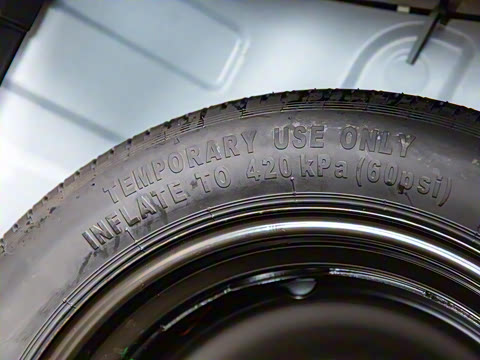 TEMPORARY USE ONLY
INFLATE TO 420 kPa (60psi)